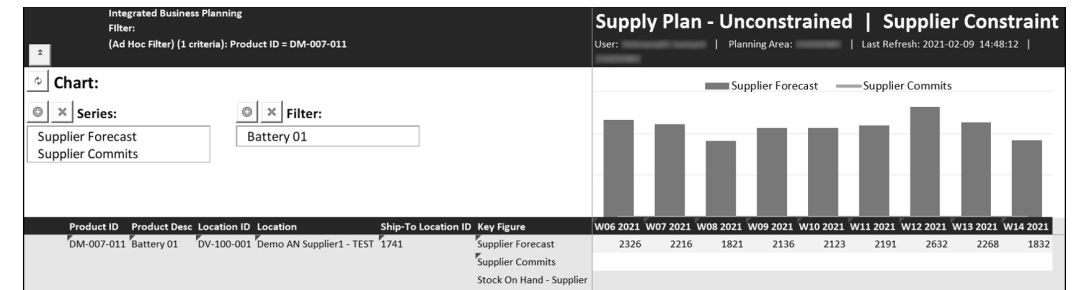 Integrated Business Planning
Filter:
(Ad Hoc Filter) (1 criteria): Product ID = DM-007-011
Supply Plan - Unconstrained | Supplier Constraint
User: | Planning Area: | Last Refresh: 2021-02-09 14:48:12 |
Chart:
Series:
Filter:
Supplier Forecast
Supplier Commits
Battery 01
Supplier Forecast Supplier Commits
Product ID Product Desc Location ID Location Ship-To Location ID Key Figure W06 2021 W07 2021 W08 2021 W09 2021 W10 2021 W11 2021 W12 2021 W13 2021 W14 2021
DM-007-011 Battery 01 DV-100-001 Demo AN Supplier1 - TEST 1741 Supplier Forecast 2326 2216 1821 2136 2123 2191 2632 2268 1832
Supplier Commits
Stock On Hand - Supplier